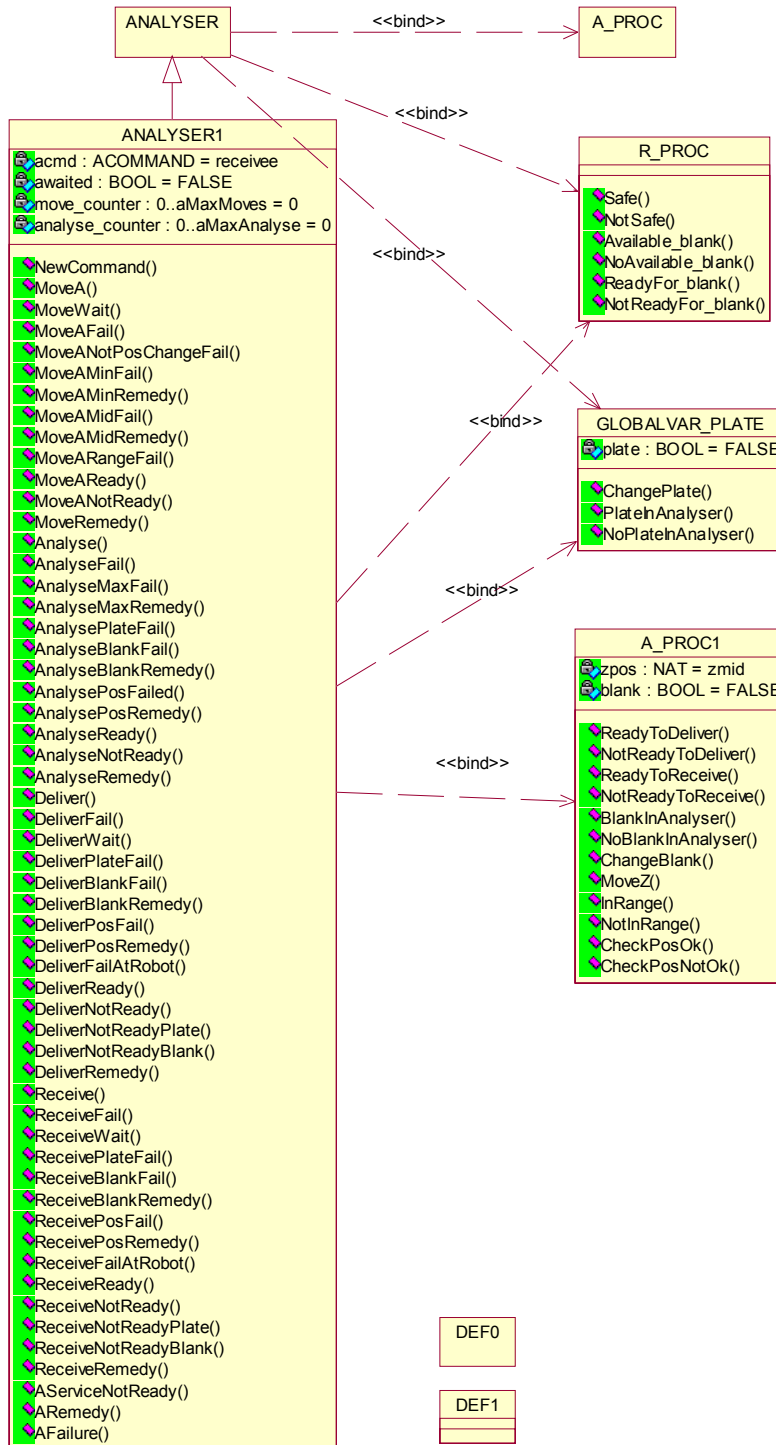 ANALYSER
<<bind>>
A_PROC
<<bind>>
ANALYSER1
acmd : ACOMMAND = receivee
awaited : BOOL = FALSE
move_counter : 0..aMaxMoves = 0
analyse_counter : 0..aMaxAnalyse = 0
NewCommand()
MoveA()
MoveWait()
MoveAFail()
MoveANotPosChangeFail()
MoveAMinFail()
MoveAMinRemedy()
MoveAMidFail()
MoveAMidRemedy()
MoveARangeFail()
MoveAReady()
MoveANotReady()
MoveRemedy()
Analyse()
AnalyseFail()
AnalyseMaxFail()
AnalyseMaxRemedy()
AnalysePlateFail()
AnalyseBlankFail()
AnalyseBlankRemedy()
AnalysePosFailed()
AnalysePosRemedy()
AnalyseReady()
AnalyseNotReady()
AnalyseRemedy()
Deliver()
DeliverFail()
DeliverWait()
DeliverPlateFail()
DeliverBlankFail()
DeliverBlankRemedy()
DeliverPosFail()
DeliverPosRemedy()
DeliverFailAtRobot()
DeliverReady()
DeliverNotReady()
DeliverNotReadyPlate()
DeliverNotReadyBlank()
DeliverRemedy()
Receive()
ReceiveFail()
ReceiveWait()
ReceivePlateFail()
ReceiveBlankFail()
ReceiveBlankRemedy()
ReceivePosFail()
ReceivePosRemedy()
ReceiveFailAtRobot()
ReceiveReady()
ReceiveNotReady()
ReceiveNotReadyPlate()
ReceiveNotReadyBlank()
ReceiveRemedy()
AServiceNotReady()
ARemedy()
AFailure()
R_PROC
Safe()
NotSafe()
Available_blank()
NoAvailable_blank()
ReadyFor_blank()
NotReadyFor_blank()
<<bind>>
<<bind>>
GLOBALVAR_PLATE
plate : BOOL = FALSE
ChangePlate()
PlateInAnalyser()
NoPlateInAnalyser()
<<bind>>
A_PROC1
zpos : NAT = zmid
blank : BOOL = FALSE
ReadyToDeliver()
NotReadyToDeliver()
ReadyToReceive()
NotReadyToReceive()
BlankInAnalyser()
NoBlankInAnalyser()
ChangeBlank()
MoveZ()
InRange()
NotInRange()
CheckPosOk()
CheckPosNotOk()
<<bind>>
DEF0
DEF1